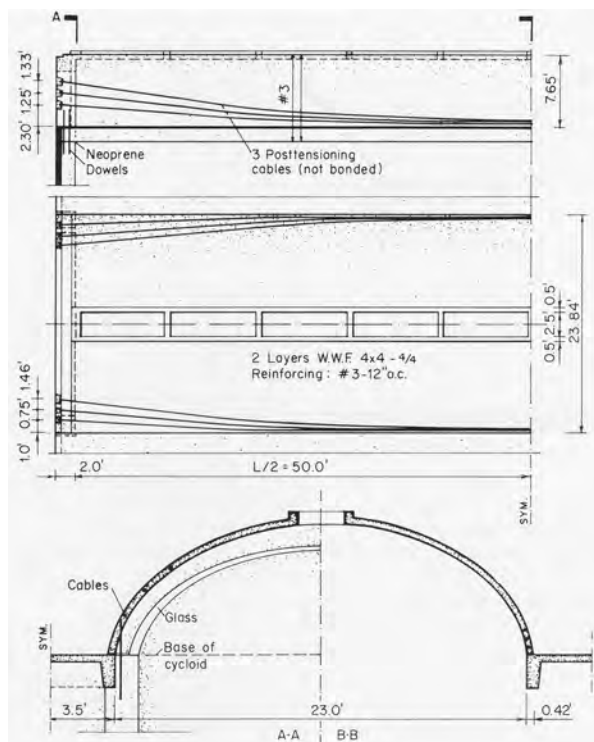 A
1.33'
1.25'
2.30'
#3
7.65'
Neoprene
Dowels
3 Posttensioning
cables (not bonded)
0.5'
2.5'
0.5'
23.84'
2 Layers W.W.F. 4x4 - 4/4
Reinforcing: #3-12" o.c.
1.46'
0.75'
1.0'
2.0'
L/2 = 50.0'
SYM.
Cables
Glass
SYM.
Base of
cycloid
3.5'
23.0'
0.42'
A-A
B-B